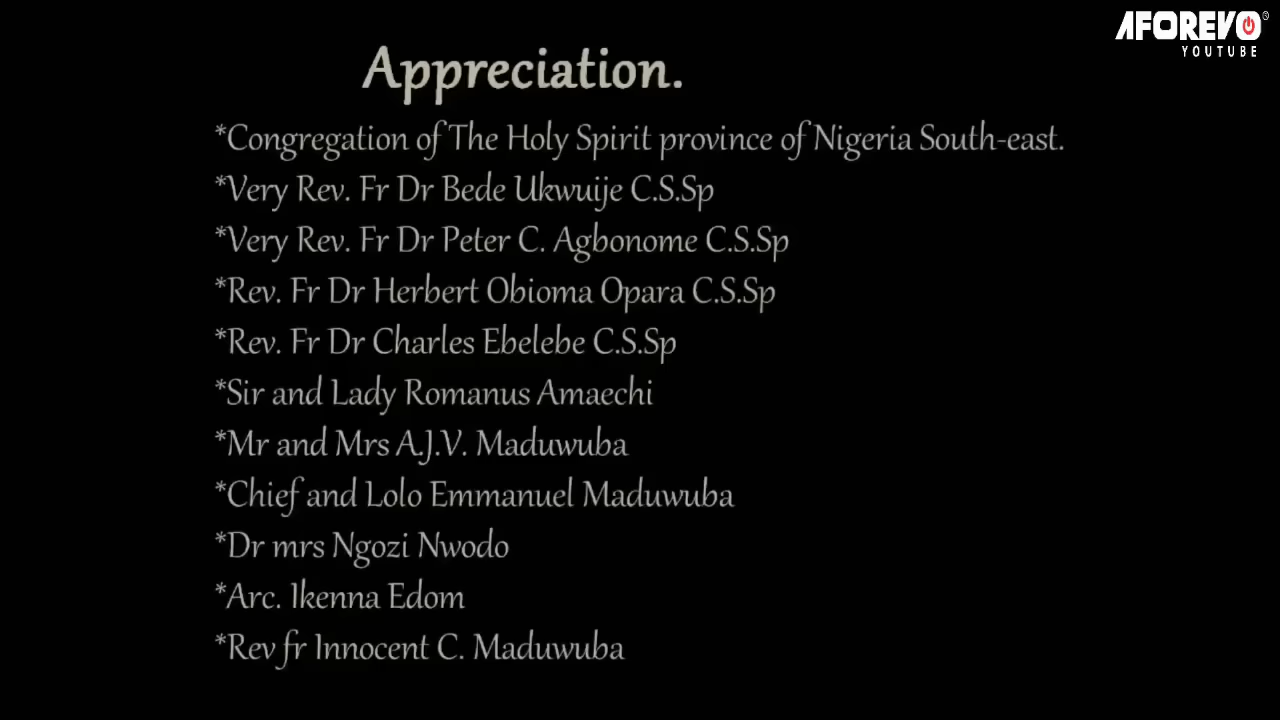 AFOREVO
YOUTUBE
Appreciation.
*Congregation of The Holy Spirit province of Nigeria South-east.
*Very Rev. Fr Dr Bede Ukwuije C.S.Sp
*Very Rev. Fr Dr Peter C. Agbonome C.S.Sp
*Rev. Fr Dr Herbert Obioma Opara C.S.Sp
*Rev. Fr Dr Charles Ebelebe C.S.Sp
*Sir and Lady Romanus Amaechi
*Mr and Mrs A.J.V. Maduwuba
*Chief and Lolo Emmanuel Maduwuba
*Dr mrs Ngozi Nwodo
*Arc. Ikenna Edom
*Rev fr Innocent C. Maduwuba